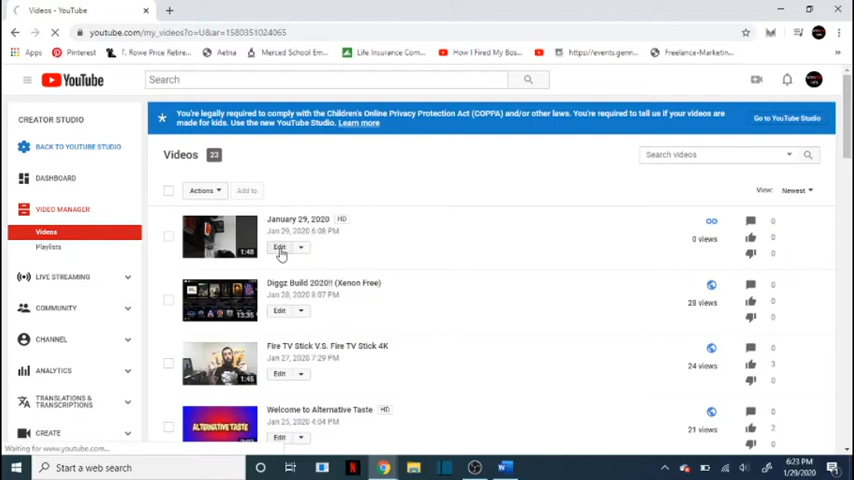 Videos - YouTube
youtube.com/my_videos?o=U&ar=1580351024065
Apps
Pinterest
T. Rowe Price Retire...
Aetna
Merced School Em...
Life Insurance Com...
How I Fired My Bos...
https://events.genn...
Freelance-Marketin...
YouTube
Search
CREATOR STUDIO
You're legally required to comply with the Children's Online Privacy Protection Act (COPPA) and/or other laws. You're required to tell us if your videos are
made for kids. Use the new YouTube Studio. Learn more
Go to YouTube Studio
BACK TO YOUTUBE STUDIO
DASHBOARD
VIDEO MANAGER
Videos
Playlists
LIVE STREAMING
COMMUNITY
CHANNEL
ANALYTICS
TRANSLATIONS &
TRANSCRIPTIONS
CREATE
Videos 23
Search videos
Actions
Add to
View:
Newest
January 29, 2020 HD
Jan 29, 2020 6:08 PM
Edit
1:48
0 views
0
0
0
Diggz Build 2020!! (Xenon Free)
Jan 28, 2020 8:07 PM
Edit
13:35
28 views
0
0
0
Fire TV Stick V.S. Fire TV Stick 4K
Jan 27, 2020 7:29 PM
Edit
1:45
24 views
0
3
0
Welcome to Alternative Taste HD
Jan 25, 2020 4:04 PM
Edit
ALTERNATIVE TASTE
21 views
0
2
0
Waiting for www.youtube.com...
Start a web search
6:23 PM
1/29/2020